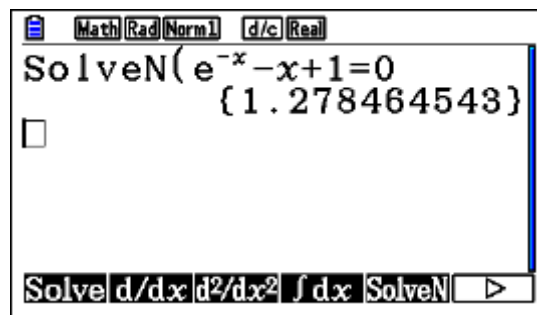 Math Rad Norm1 d/c Real
SolveN(e⁻ˣ−x+1=0
{1.278464543}
Solve d/dx d²/dx² ∫dx SolveN ▷